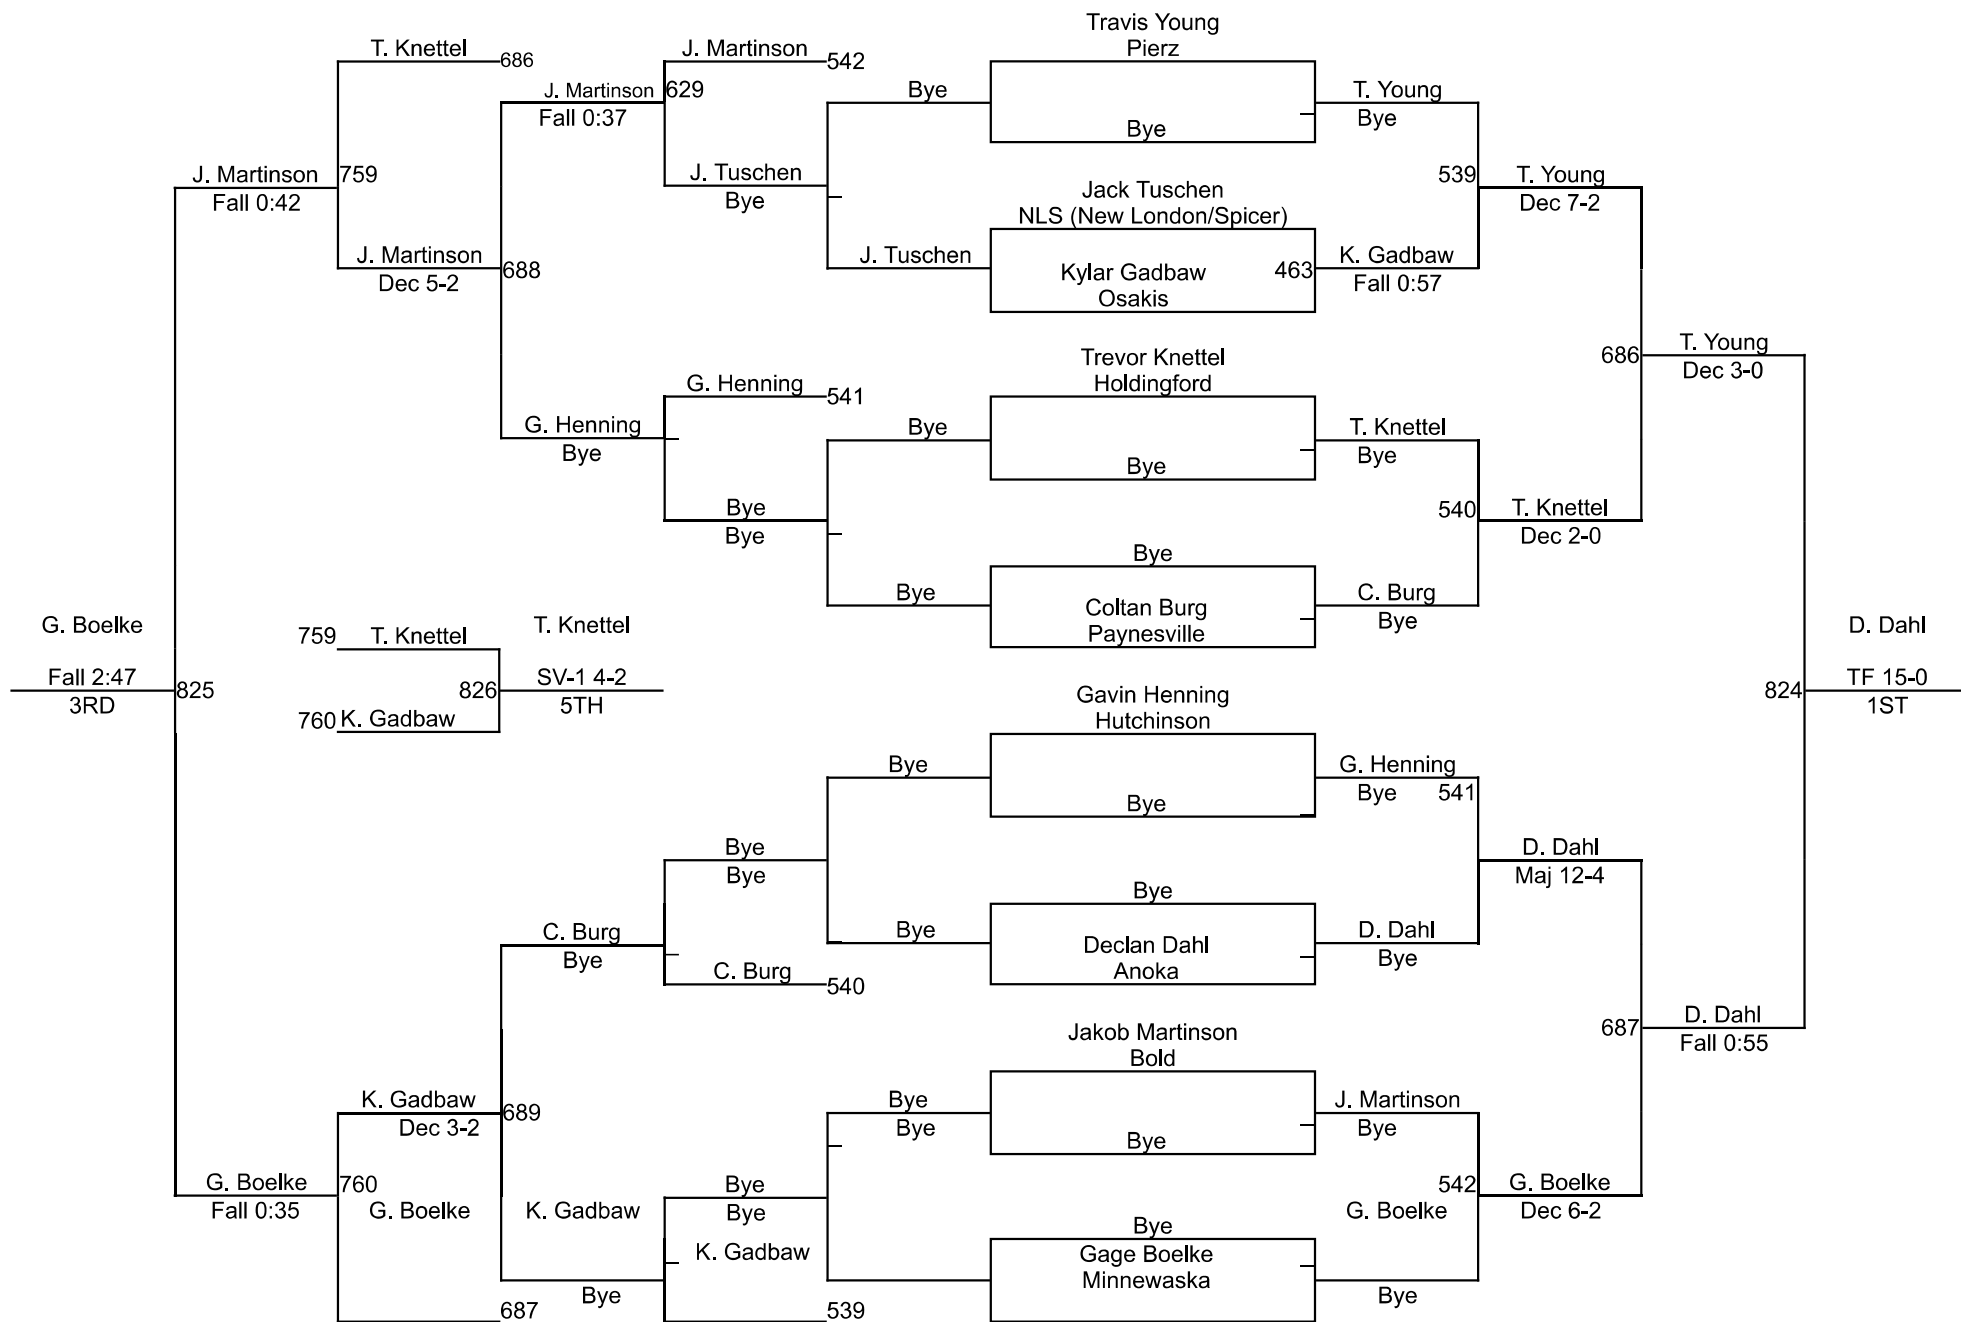 Travis Young
Pierz
T. Knettel
686
J. Martinson
542
J. Martinson
629
Fall 0:37
Bye
T. Young
Bye
Bye
J. Martinson
759
Fall 0:42
J. Tuschen
Bye
539
T. Young
Dec 7-2
Jack Tuschen
NLS (New London/Spicer)
J. Martinson
Dec 5-2
688
J. Tuschen
Kylar Gadbaw
Osakis
463
K. Gadbaw
Fall 0:57
Trevor Knettel
Holdingford
686
T. Young
Dec 3-0
G. Henning
541
G. Henning
Bye
Bye
T. Knettel
Bye
Bye
Bye
Bye
540
T. Knettel
Dec 2-0
Bye
Bye
Coltan Burg
Paynesville
C. Burg
Bye
G. Boelke
Fall 2:47
3RD
825
759
T. Knettel
760
K. Gadbaw
826
T. Knettel
SV-1 4-2
5TH
D. Dahl
824
TF 15-0
1ST
Gavin Henning
Hutchinson
Bye
G. Henning
Bye
541
Bye
Bye
Bye
D. Dahl
Maj 12-4
Bye
C. Burg
Bye
Bye
Declan Dahl
Anoka
D. Dahl
Bye
C. Burg
540
Jakob Martinson
Bold
687
D. Dahl
Fall 0:55
K. Gadbaw
Dec 3-2
689
Bye
Bye
J. Martinson
Bye
Bye
G. Boelke
Fall 0:35
760
G. Boelke
K. Gadbaw
Bye
Bye
542
G. Boelke
G. Boelke
Dec 6-2
Bye
K. Gadbaw
Gage Boelke
Minnewaska
Bye
Bye
687
539